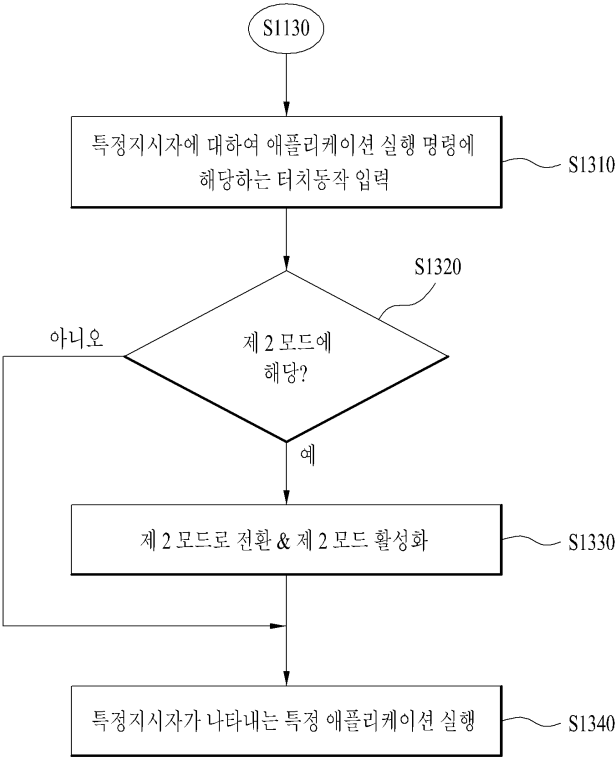 S1130
특정지시자에 대하여 애플리케이션 실행 명령에
해당하는 터치동작 입력
S1310
S1320
아니오
제 2 모드에
해당?
예
제 2 모드로 전환 & 제 2 모드 활성화
S1330
특정지시자가 나타내는 특정 애플리케이션 실행
S1340